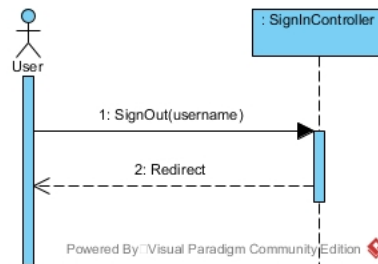 : SignInController
User
1: SignOut(username)
2: Redirect
Powered By Visual Paradigm Community Edition